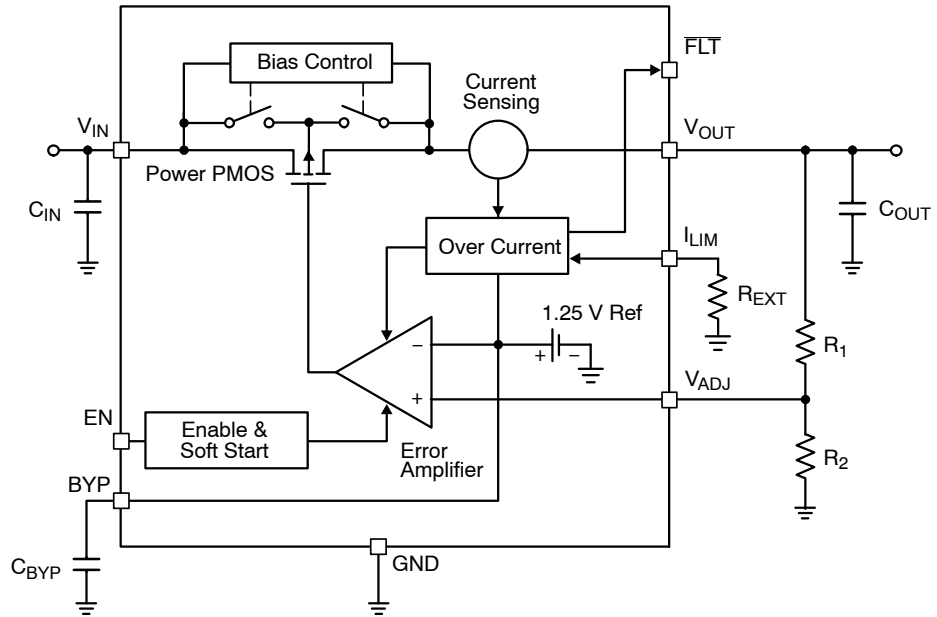 Bias Control
FLT
Current
Sensing
VIN
VOUT
Power PMOS
CIN
COUT
ILIM
Over Current
REXT
1.25 V Ref
+ −
−
R1
VADJ
+
EN
Enable &
Soft Start
Error
Amplifier
R2
BYP
GND
CBYP